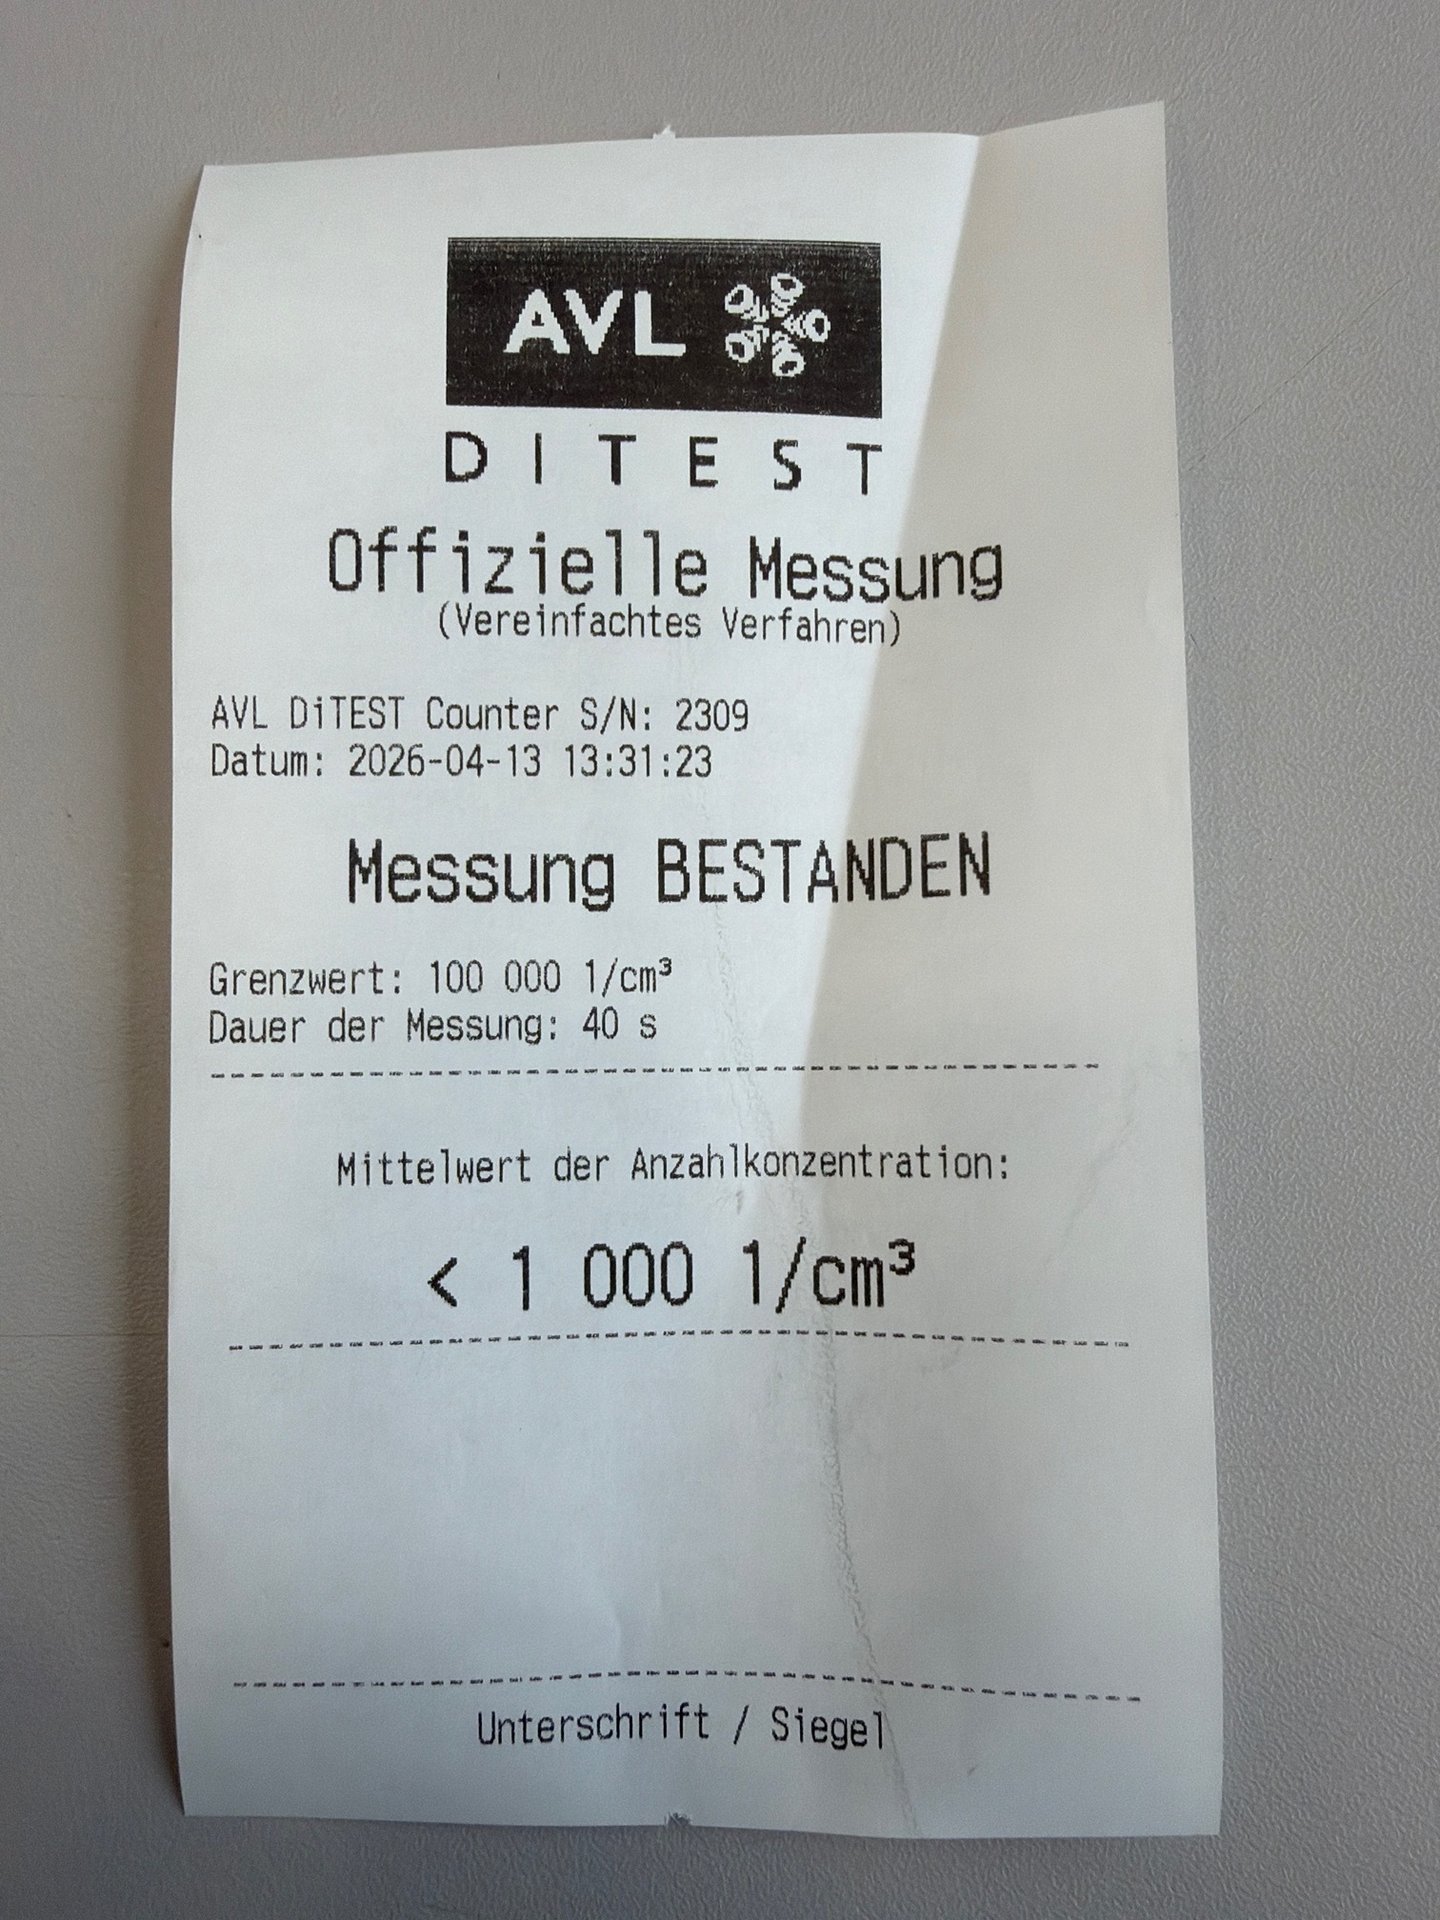 AVL
DITEST
Offizielle Messung
(Vereinfachtes Verfahren)
AVL DiTEST Counter S/N: 2309
Datum: 2026-04-13 13:31:23
Messung BESTANDEN
Grenzwert: 100 000 1/cm³
Dauer der Messung: 40 s
Mittelwert der Anzahlkonzentration:
< 1 000 1/cm³
Unterschrift / Siegel